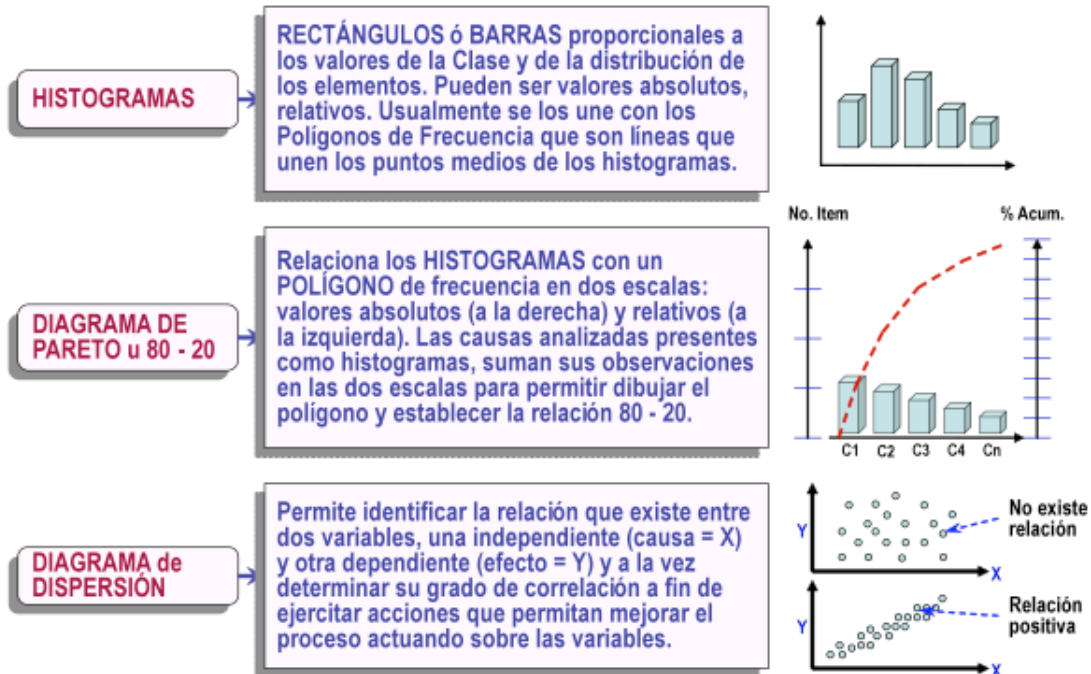 HISTOGRAMAS
RECTÁNGULOS ó BARRAS proporcionales a
los valores de la Clase y de la distribución de
los elementos. Pueden ser valores absolutos,
relativos. Usualmente se los une con los
Polígonos de Frecuencia que son líneas que
unen los puntos medios de los histogramas.
DIAGRAMA DE
PARETO u 80 - 20
Relaciona los HISTOGRAMAS con un
POLÍGONO de frecuencia en dos escalas:
valores absolutos (a la derecha) y relativos (a
la izquierda). Las causas analizadas presentes
como histogramas, suman sus observaciones
en las dos escalas para permitir dibujar el
polígono y establecer la relación 80 - 20.
No. Item
% Acum.
C1 C2 C3 C4 Cn
DIAGRAMA de
DISPERSIÓN
Permite identificar la relación que existe entre
dos variables, una independiente (causa = X)
y otra dependiente (efecto = Y) y a la vez
determinar su grado de correlación a fin de
ejercitar acciones que permitan mejorar el
proceso actuando sobre las variables.
Y
No existe
relación
X
Y
Relación
positiva
X